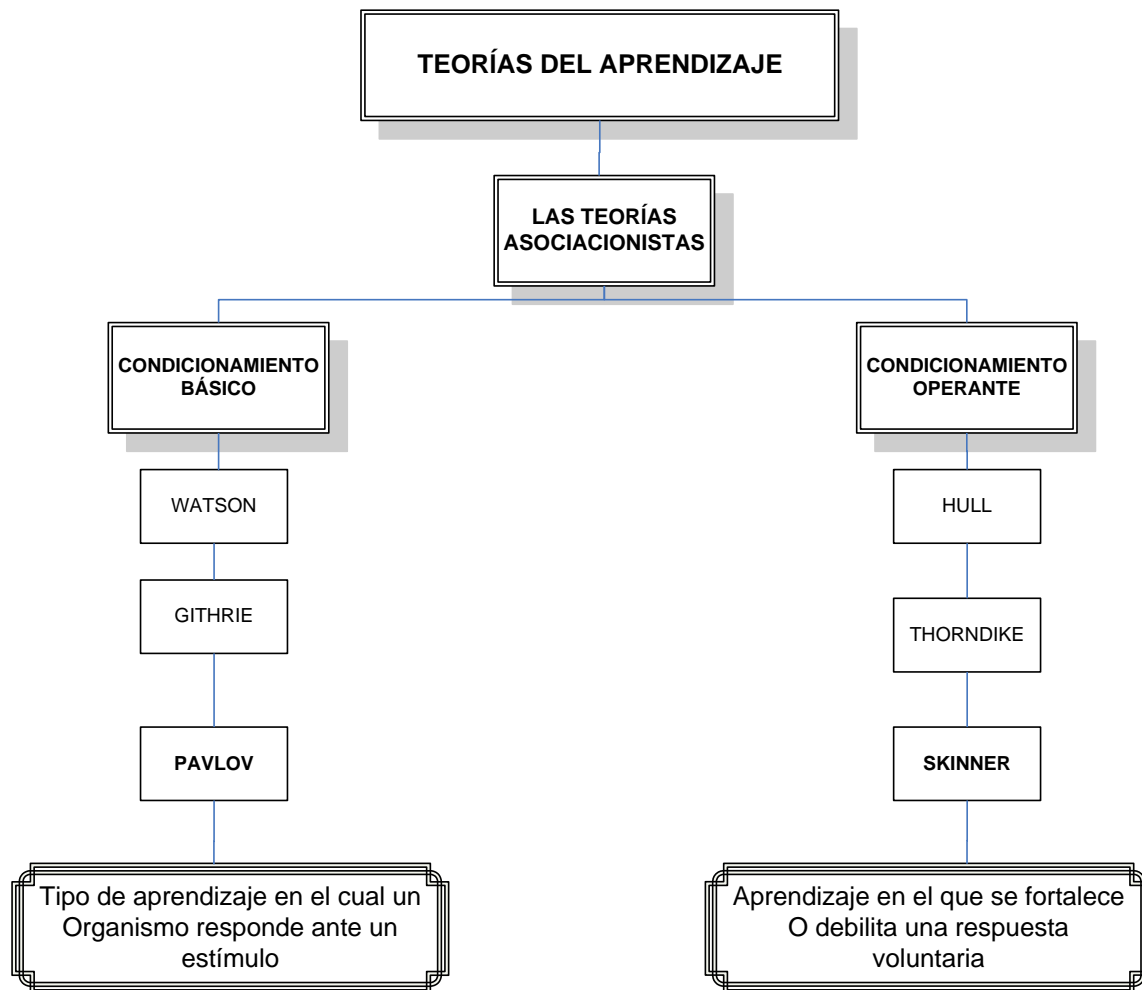 TEORÍAS DEL APRENDIZAJE
LAS TEORÍAS
ASOCIACIONISTAS
CONDICIONAMIENTO
BÁSICO
CONDICIONAMIENTO
OPERANTE
WATSON
HULL
GITHRIE
THORNDIKE
PAVLOV
SKINNER
Tipo de aprendizaje en el cual un
Organismo responde ante un
estímulo
Aprendizaje en el que se fortalece
O debilita una respuesta
voluntaria